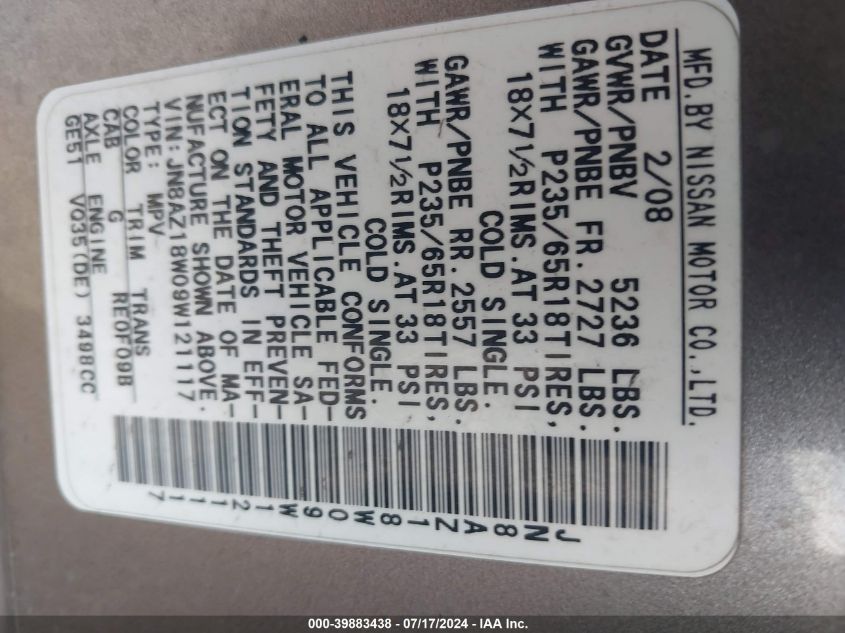 MFD.BY NISSAN MOTOR CO.,LTD.
DATE 2/08
GVWR/PNBV 5236 LBS.
GAWR/PNBE FR. 2727 LBS.
WITH P235/65R18TIRES,
18X7½RIMS.AT 33 PSI
COLD SINGLE.
GAWR/PNBE RR. 2557 LBS.
WITH P235/65R18TIRES,
18X7½RIMS.AT 33 PSI
COLD SINGLE.
THIS VEHICLE CONFORMS
TO ALL APPLICABLE FED-
ERAL MOTOR VEHICLE SA-
FETY AND THEFT PREVEN-
TION STANDARDS IN EFF-
ECT ON THE DATE OF MA-
NUFACTURE SHOWN ABOVE.
VIN:JN8AZ18W09W121117
TYPE: MPV
COLOR TRIM TRANS
CAB G RE0F09B
AXLE ENGINE
GE51 VQ35(DE) 3498CC
JN8AZ18W09W121117
000-39883438 - 07/17/2024 - IAA Inc.